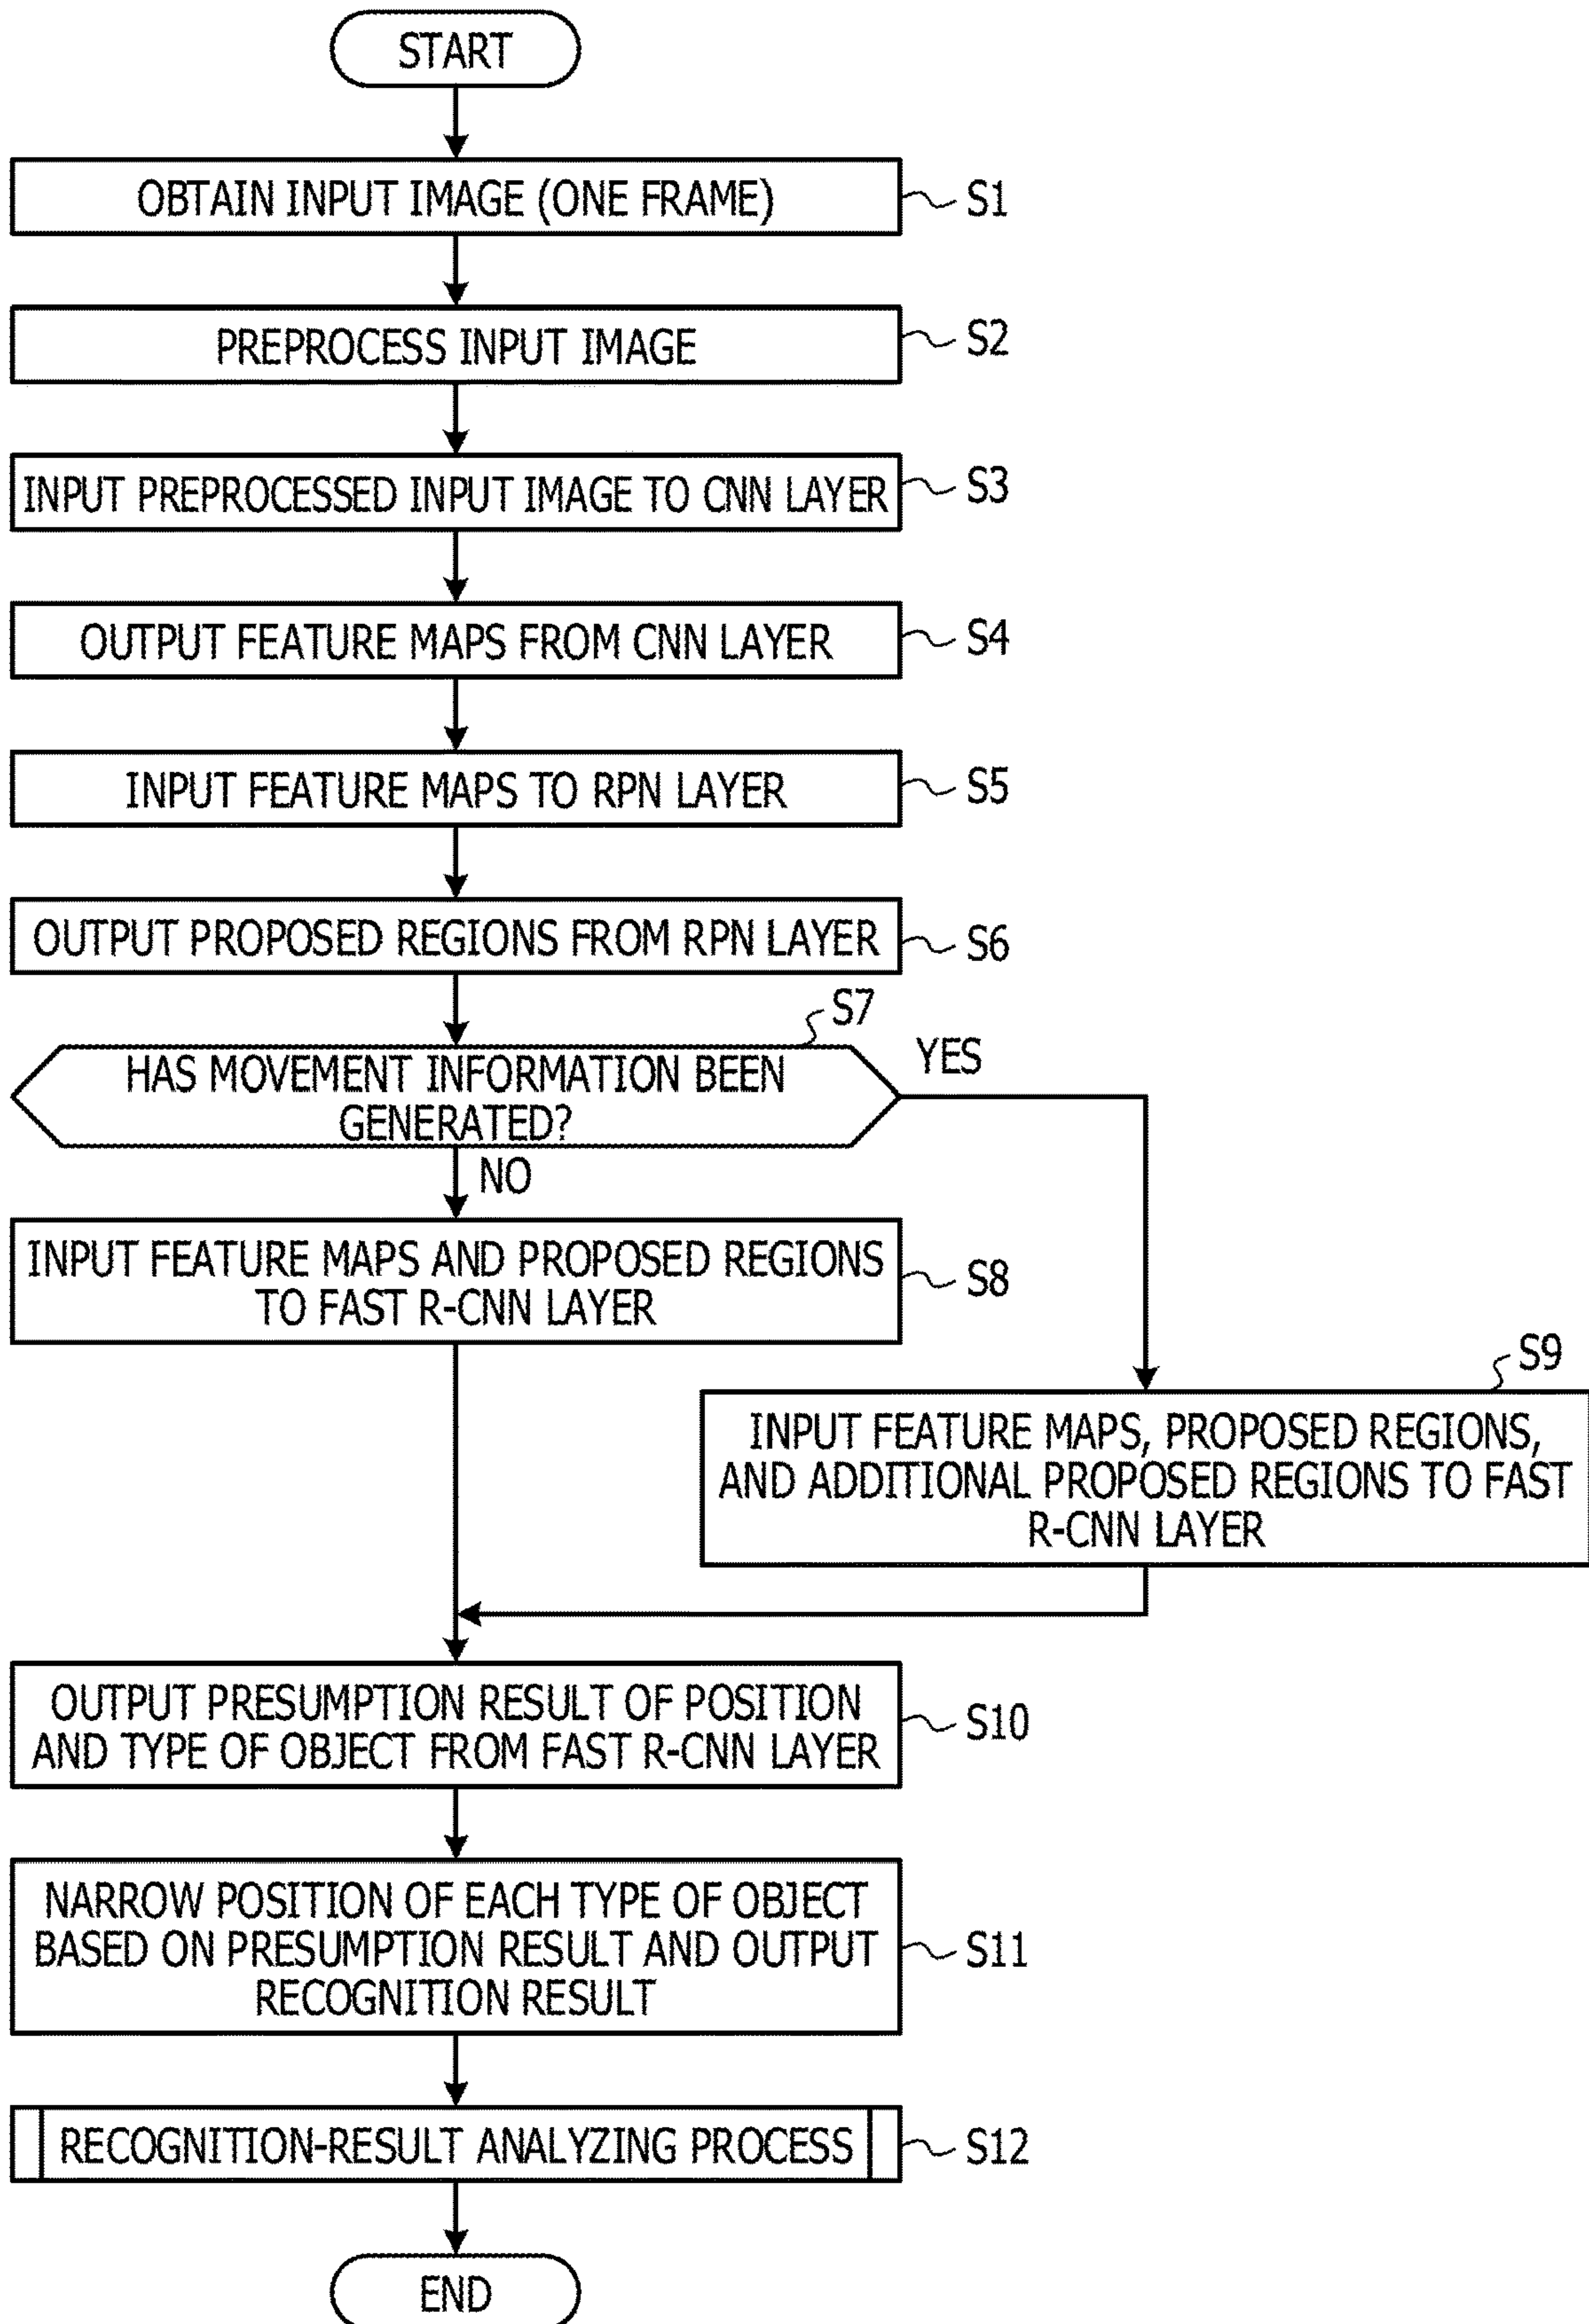 START
OBTAIN INPUT IMAGE (ONE FRAME)
S1
PREPROCESS INPUT IMAGE
S2
INPUT PREPROCESSED INPUT IMAGE TO CNN LAYER
S3
OUTPUT FEATURE MAPS FROM CNN LAYER
S4
INPUT FEATURE MAPS TO RPN LAYER
S5
OUTPUT PROPOSED REGIONS FROM RPN LAYER
S6
S7
HAS MOVEMENT INFORMATION BEEN
GENERATED?
YES
NO
INPUT FEATURE MAPS AND PROPOSED REGIONS
TO FAST R-CNN LAYER
S8
S9
INPUT FEATURE MAPS, PROPOSED REGIONS,
AND ADDITIONAL PROPOSED REGIONS TO FAST
R-CNN LAYER
OUTPUT PRESUMPTION RESULT OF POSITION
AND TYPE OF OBJECT FROM FAST R-CNN LAYER
S10
NARROW POSITION OF EACH TYPE OF OBJECT
BASED ON PRESUMPTION RESULT AND OUTPUT
RECOGNITION RESULT
S11
RECOGNITION-RESULT ANALYZING PROCESS
S12
END